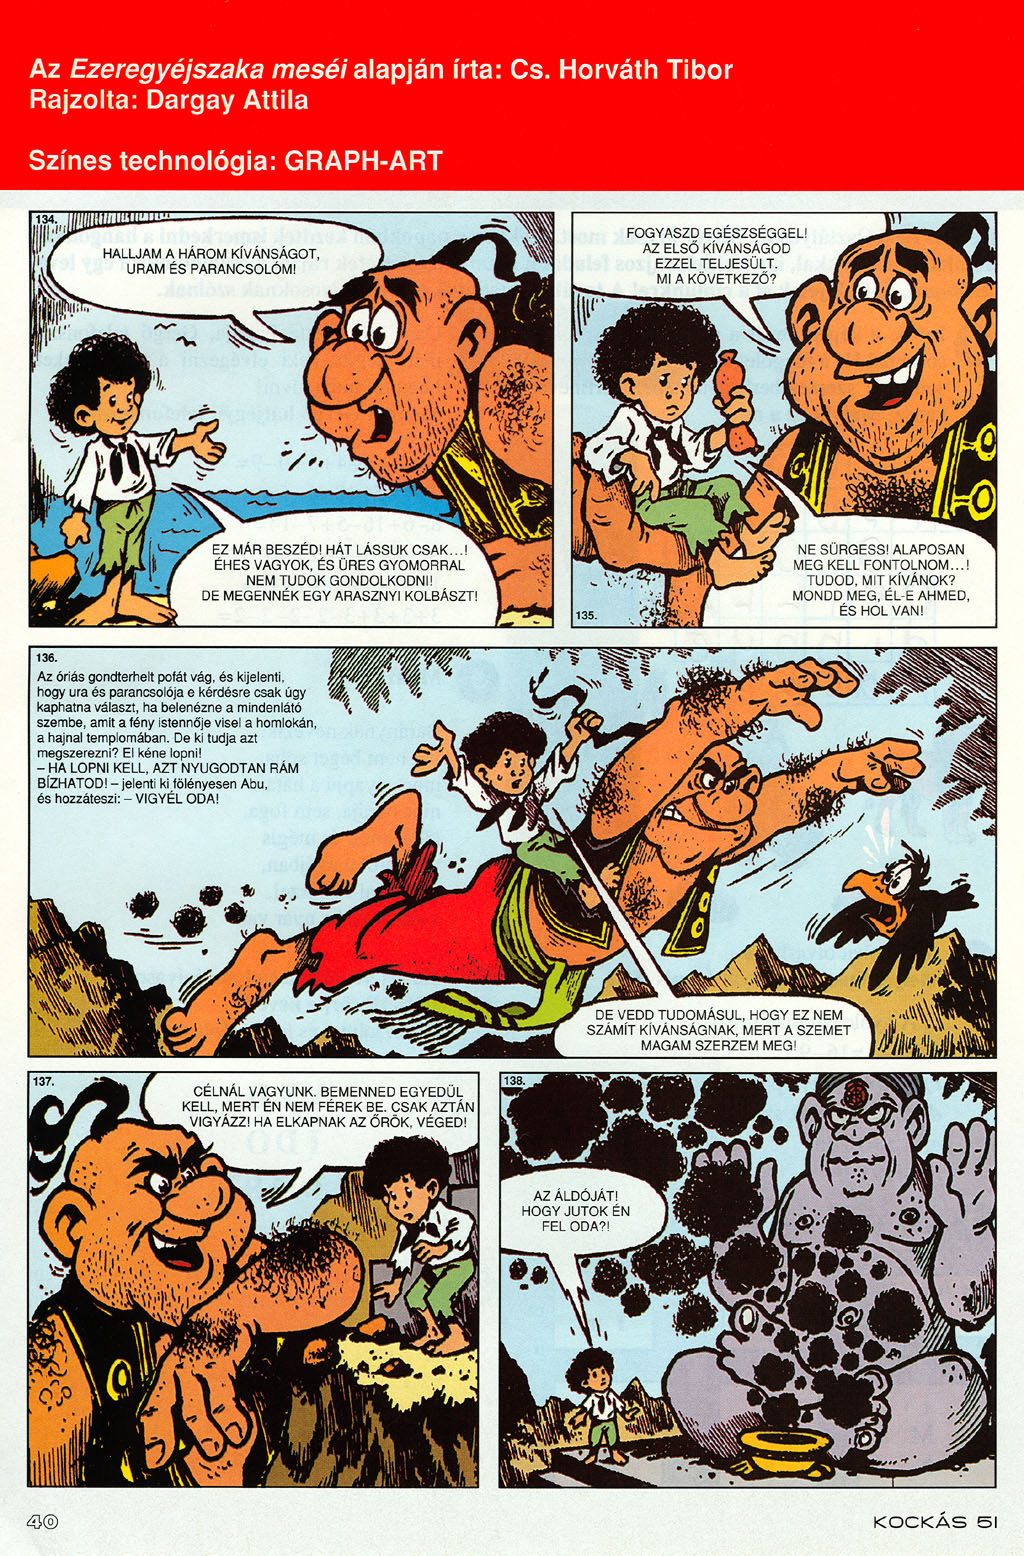 Az Ezeregyéjszaka meséi alapján írta: Cs. Horváth Tibor
Rajzolta: Dargay Attila
Színes technológia: GRAPH-ART
134.
HALLJAM A HÁROM KÍVÁNSÁGOT,
URAM ÉS PARANCSOLÓM!
EZ MÁR BESZÉD! HÁT LÁSSUK CSAK...!
ÉHES VAGYOK, ÉS ÜRES GYOMORRAL
NEM TUDOK GONDOLKODNI!
DE MEGENNÉK EGY ARASZNYI KOLBÁSZT!
FOGYASZD EGÉSZSÉGGEL!
AZ ELSŐ KÍVÁNSÁGOD
EZZEL TELJESÜLT.
MI A KÖVETKEZŐ?
NE SÜRGESS! ALAPOSAN
MEG KELL FONTOLNOM...!
TUDOD, MIT KÍVÁNOK?
MONDD MEG, ÉL-E AHMED,
ÉS HOL VAN!
135.
136.
Az óriás gondterhelt pofát vág, és kijelenti,
hogy ura és parancsolója e kérdésre csak úgy
kaphatna választ, ha belenézne a mindenlátó
szembe, amit a fény istennője visel a homlokán,
a hajnal templomában. De ki tudja azt
megszerezni? El kéne lopni!
– HA LOPNI KELL, AZT NYUGODTAN RÁM
BÍZHATOD! – jelenti ki fölényesen Abu,
és hozzáteszi: – VIGYÉL ODA!
DE VEDD TUDOMÁSUL, HOGY EZ NEM
SZÁMÍT KÍVÁNSÁGNAK, MERT A SZEMET
MAGAM SZERZEM MEG!
137.
CÉLNÁL VAGYUNK. BEMENNED EGYEDÜL
KELL, MERT ÉN NEM FÉREK BE. CSAK AZTÁN
VIGYÁZZ! HA ELKAPNAK AZ ŐRÖK, VÉGED!
138.
AZ ÁLDÓJÁT!
HOGY JUTOK ÉN
FEL ODA?!
40
KOCKÁS 51